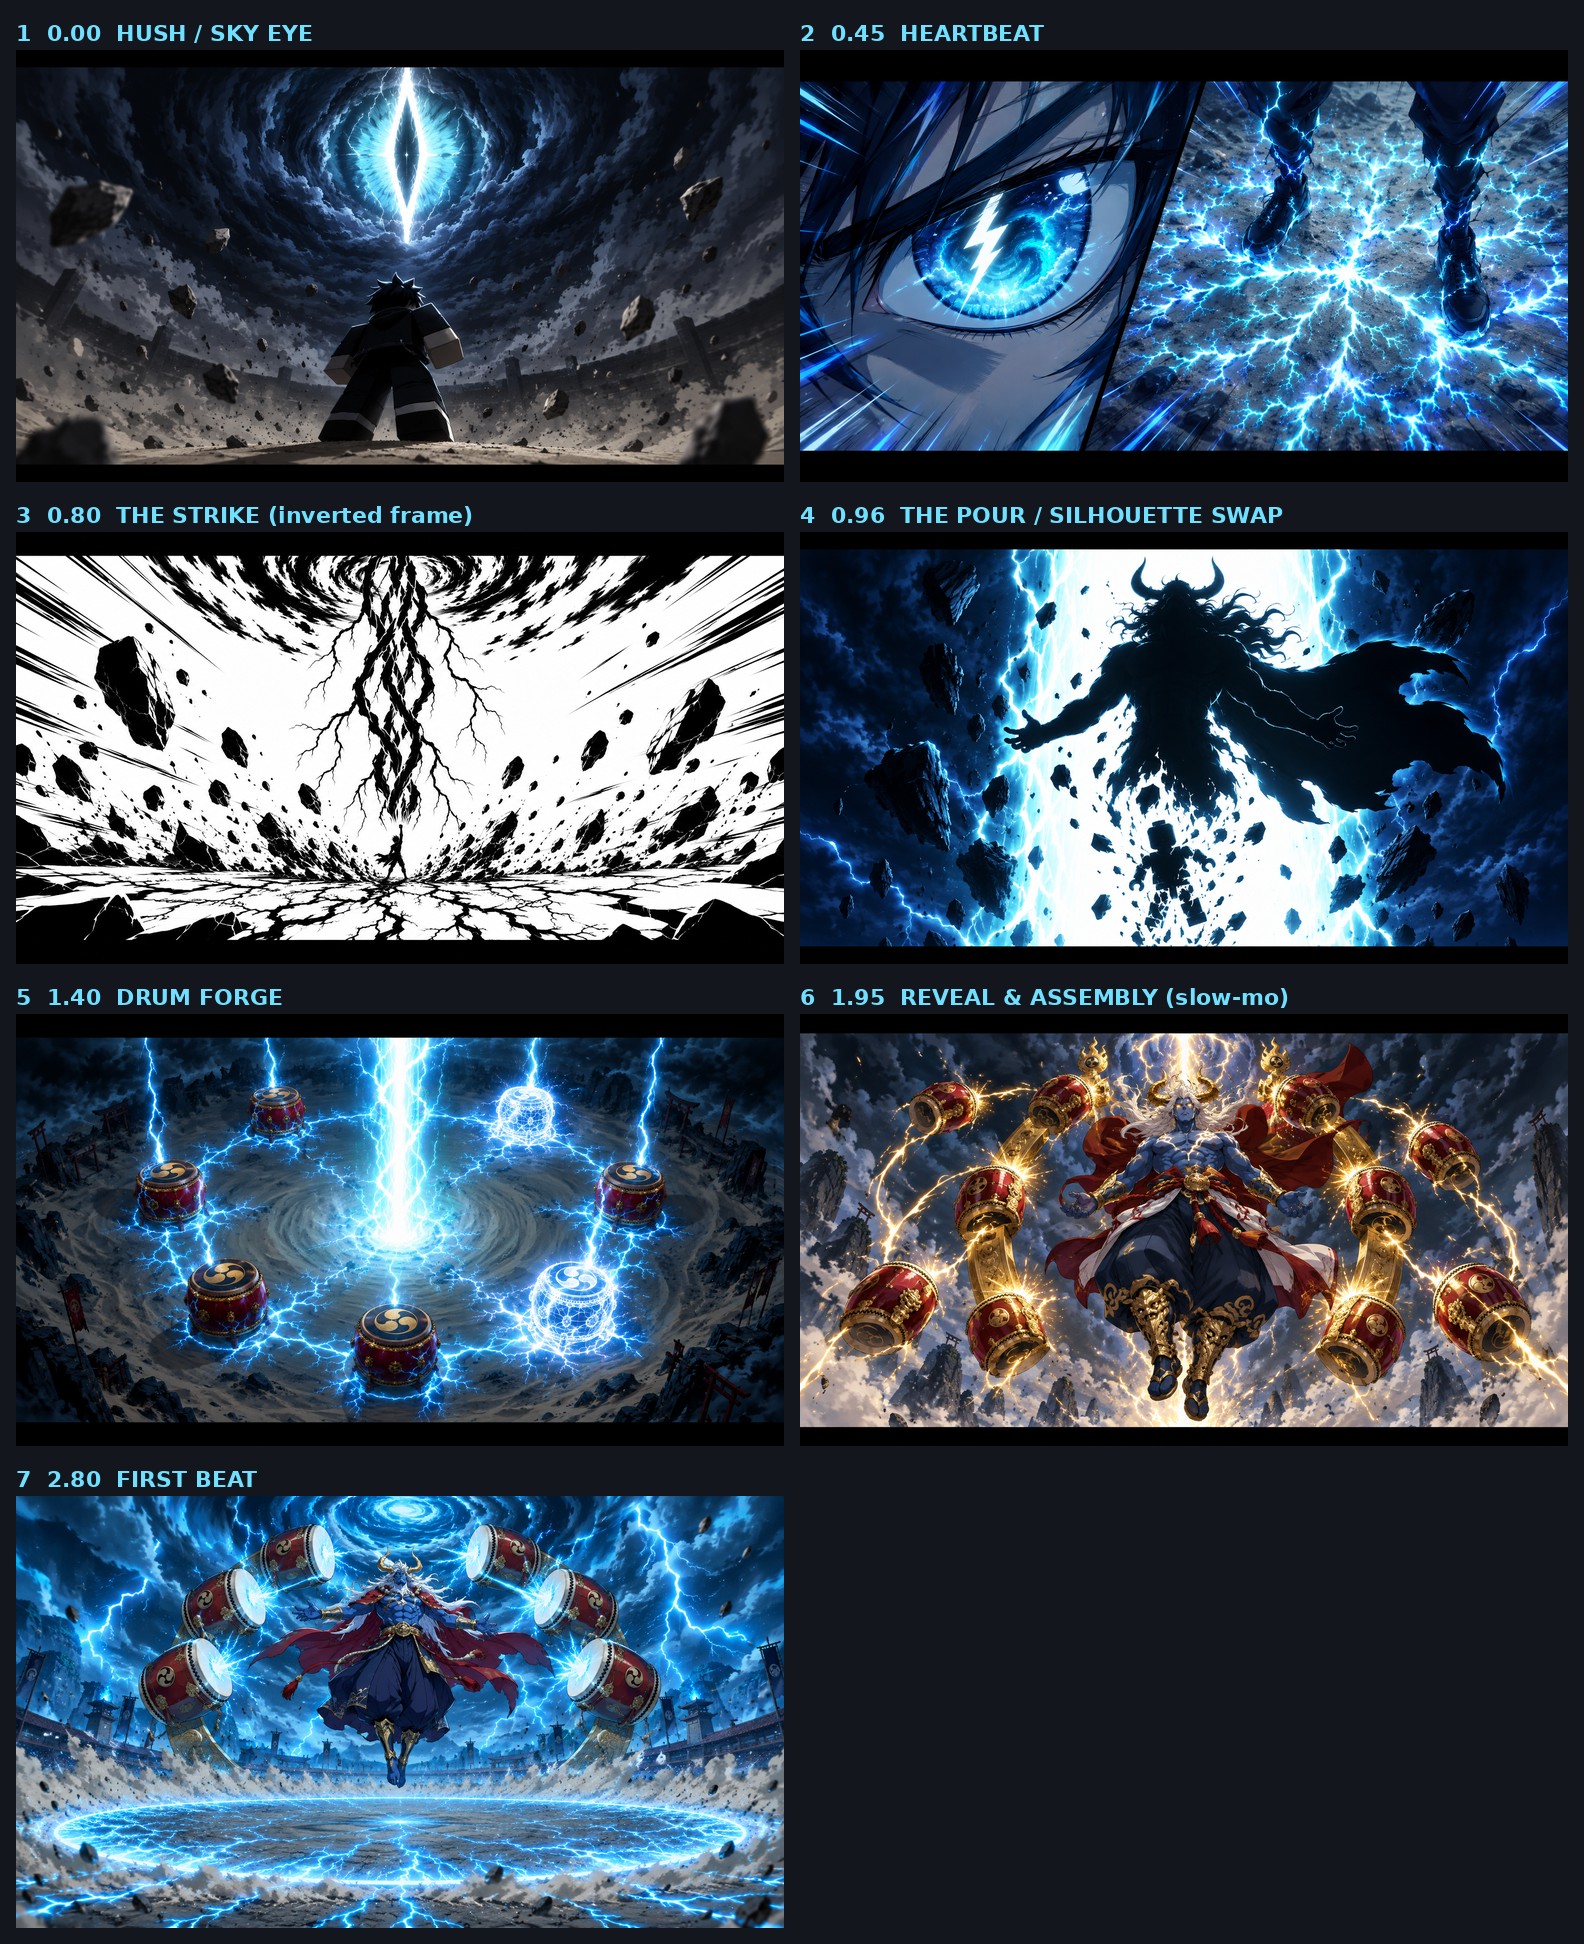 1 0.00 HUSH / SKY EYE
2 0.45 HEARTBEAT
3 0.80 THE STRIKE (inverted frame)
4 0.96 THE POUR / SILHOUETTE SWAP
5 1.40 DRUM FORGE
6 1.95 REVEAL & ASSEMBLY (slow-mo)
7 2.80 FIRST BEAT